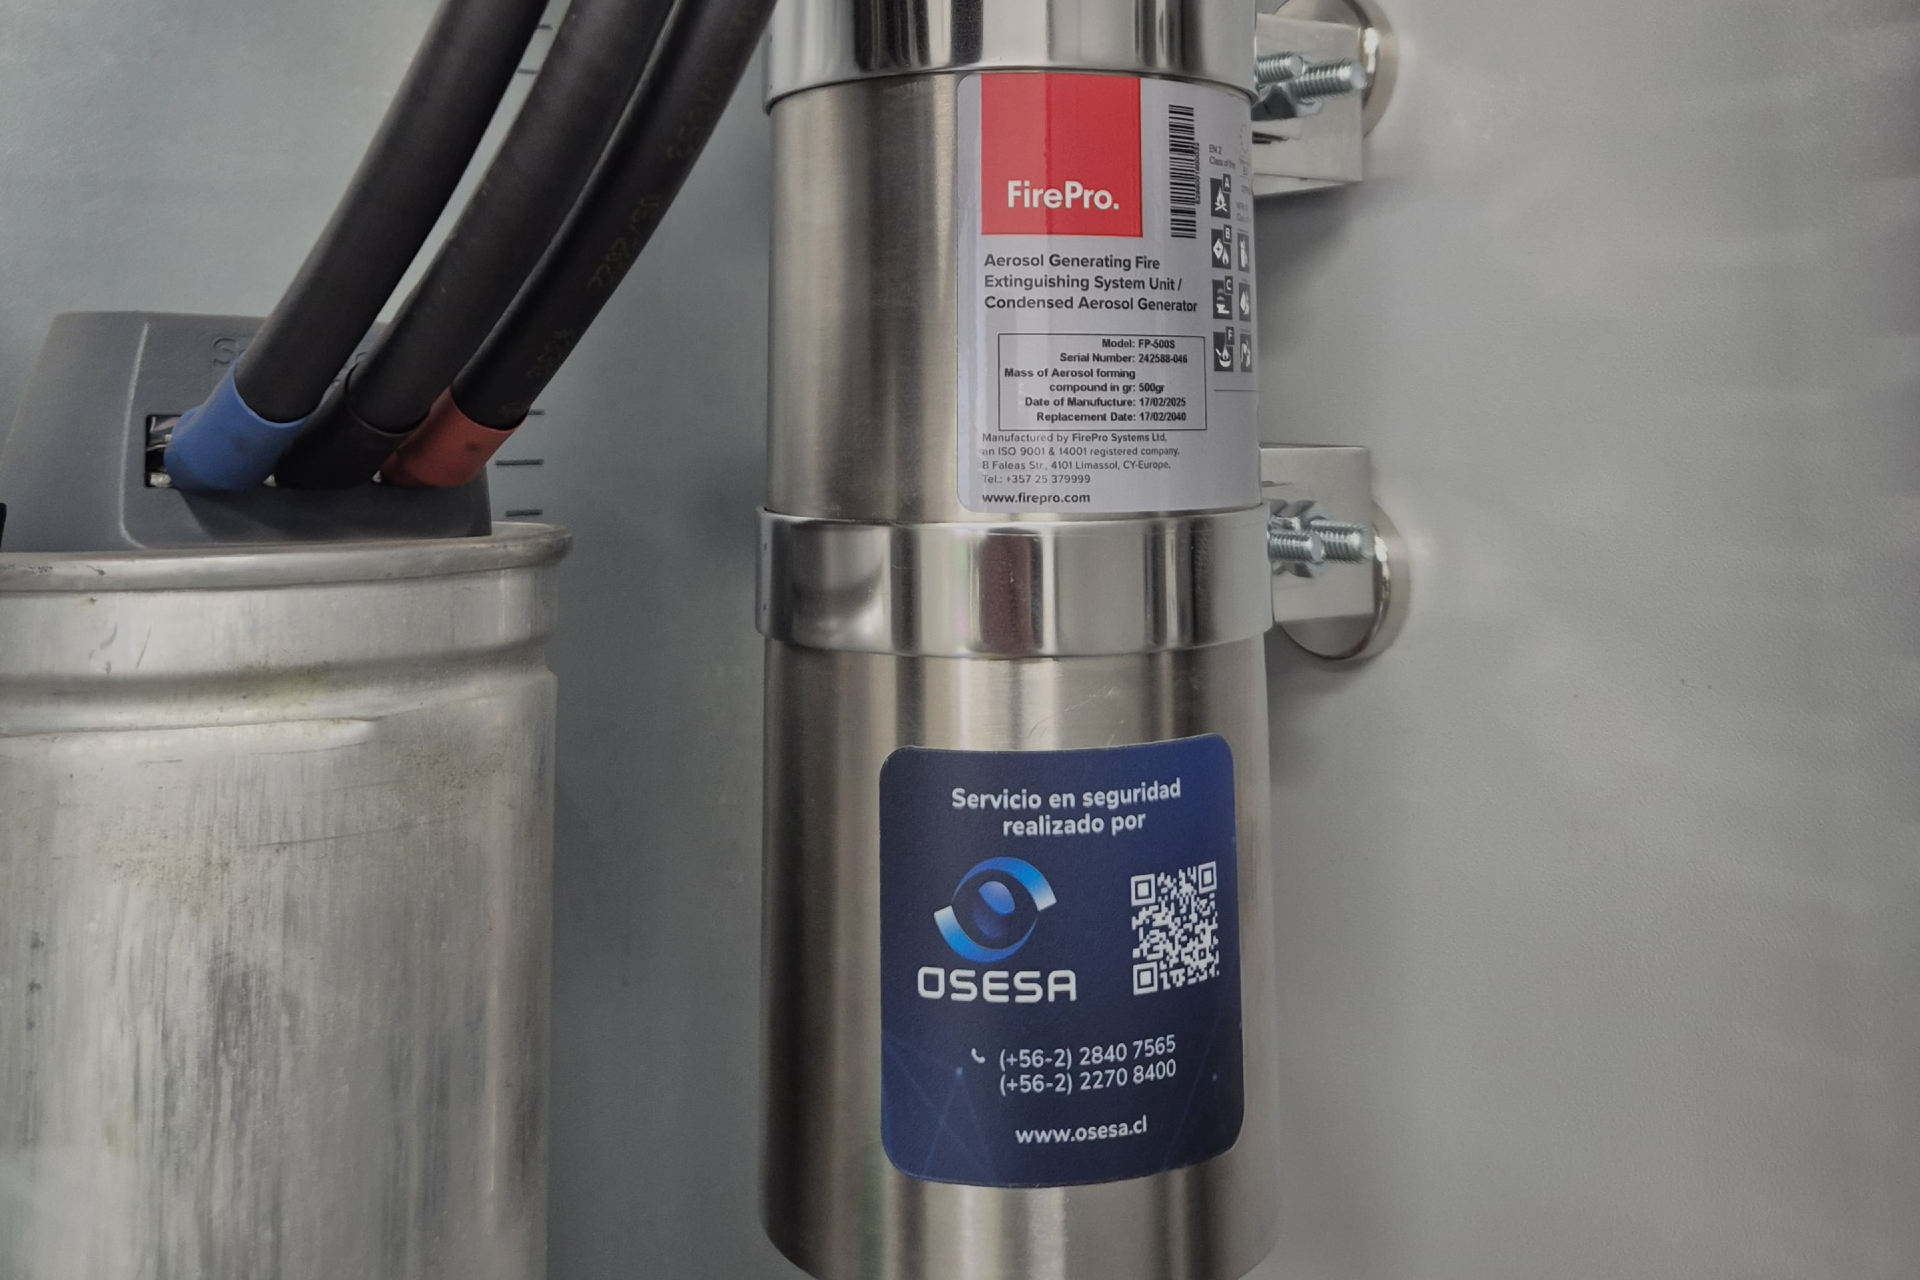 FirePro.
Aerosol Generating Fire
Extinguishing System Unit /
Condensed Aerosol Generator
Model: FP-500S
Serial Number: 242588-046
Mass of Aerosol forming
compound in gr: 500gr
Date of Manufucture: 17/02/2025
Replacement Date: 17/02/2040
Manufactured by FirePro Systems Ltd,
an ISO 9001 & 14001 registered company.
8 Faleas Str., 4101 Limassol, CY-Europe.
Tel.: +357 25 379999
www.firepro.com
EN 2
A
B
C
F
Servicio en seguridad
realizado por
OSESA
(+56-2) 2840 7565
(+56-2) 2270 8400
www.osesa.cl